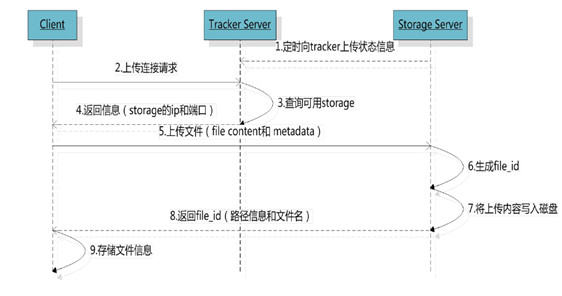 Client
Tracker Server
Storage Server
1.定时向tracker上传状态信息
2.上传连接请求
3.查询可用storage
4.返回信息（storage的ip和端口）
5.上传文件（file content和 metadata）
6.生成file_id
7.将上传内容写入磁盘
8.返回file_id（路径信息和文件名）
9.存储文件信息